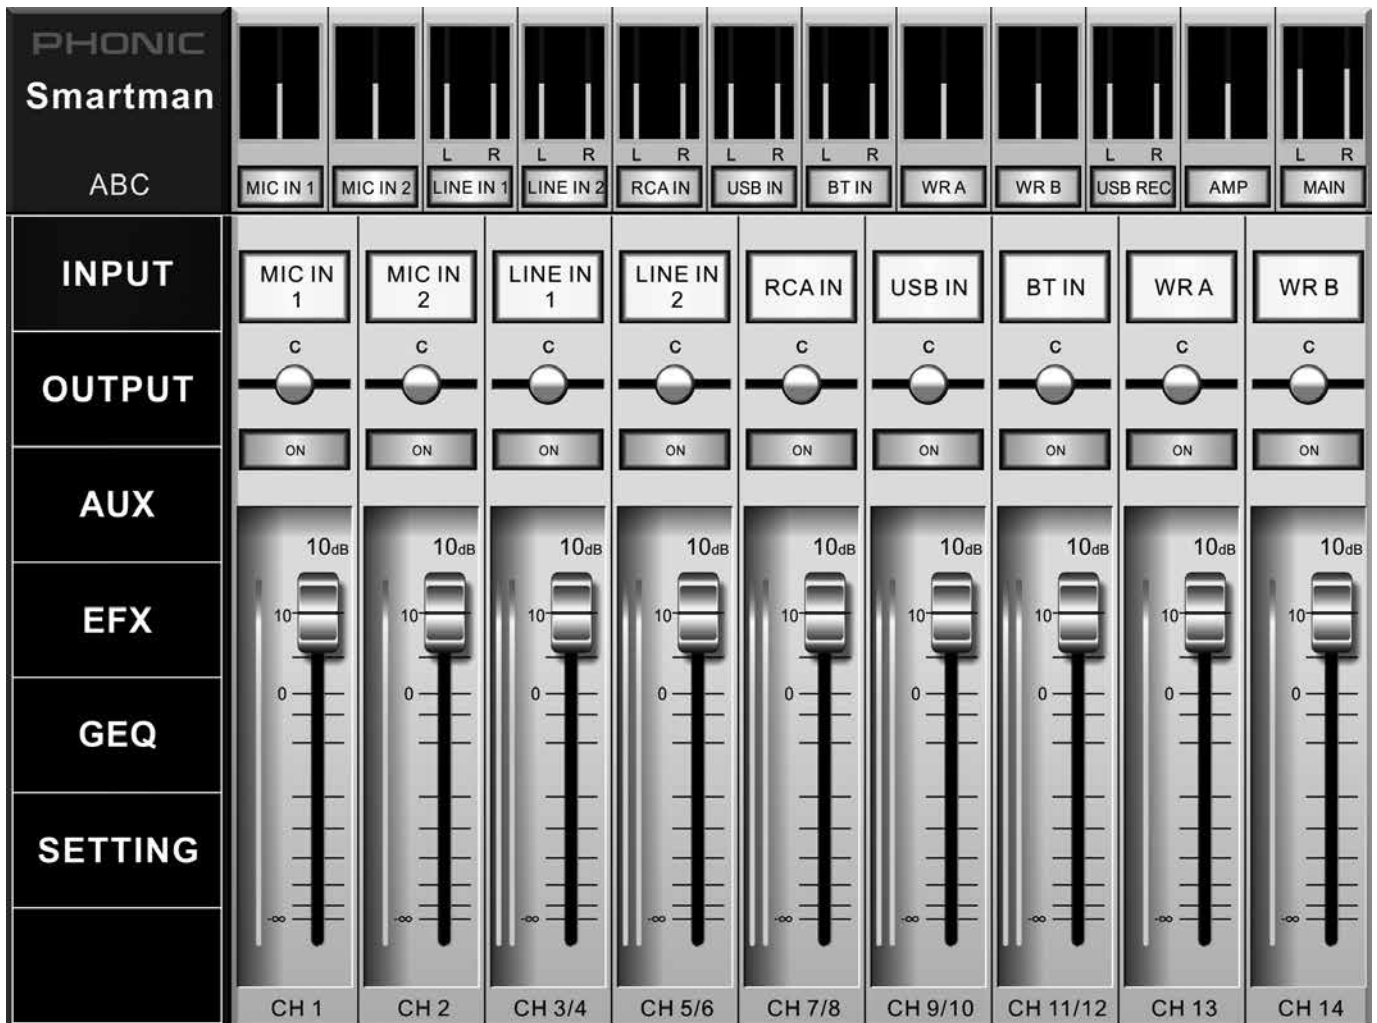 PHONIC
Smartman
ABC
L R L R L R L R L R L R L R
MIC IN 1 MIC IN 2 LINE IN 1 LINE IN 2 RCA IN USB IN BT IN WR A WR B USB REC AMP MAIN
INPUT
OUTPUT
AUX
EFX
GEQ
SETTING
MIC IN MIC IN LINE IN LINE IN RCA IN USB IN BT IN WR A WR B
1 2 1 2
C C C C C C C C C
ON ON ON ON ON ON ON ON ON
10dB 10dB 10dB 10dB 10dB 10dB 10dB 10dB 10dB
10 10 10 10 10 10 10 10 10
0 0 0 0 0 0 0 0 0
-∞ -∞ -∞ -∞ -∞ -∞ -∞ -∞ -∞
CH 1 CH 2 CH 3/4 CH 5/6 CH 7/8 CH 9/10 CH 11/12 CH 13 CH 14